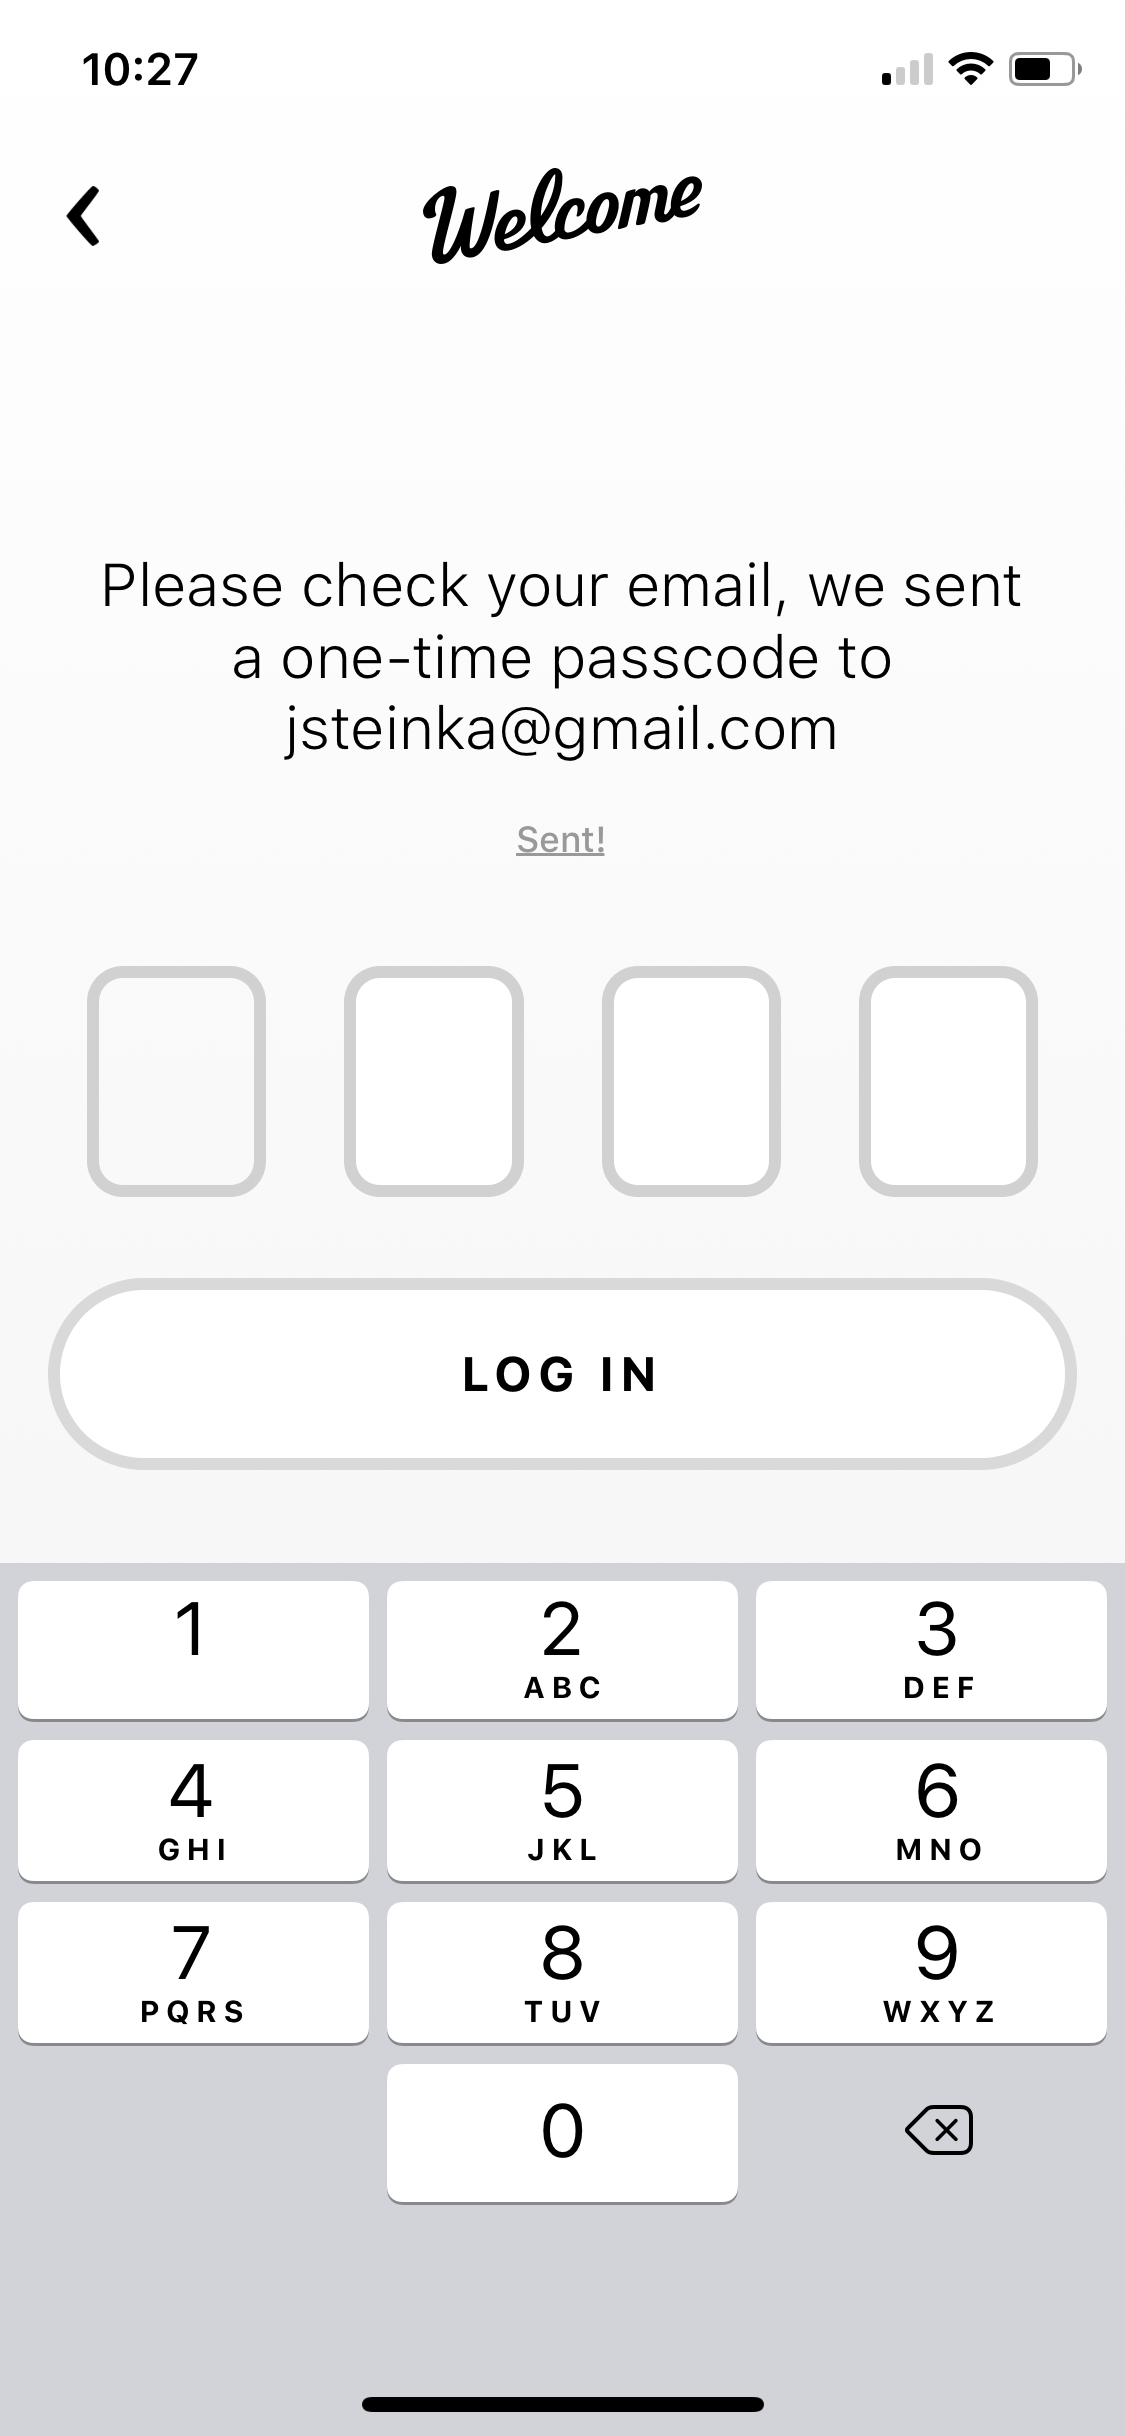 10:27
Welcome
Please check your email, we sent
a one-time passcode to
jsteinka@gmail.com
Sent!
LOG IN
1 2 3
ABC DEF
4 5 6
GHI JKL MNO
7 8 9
PQRS TUV WXYZ
0